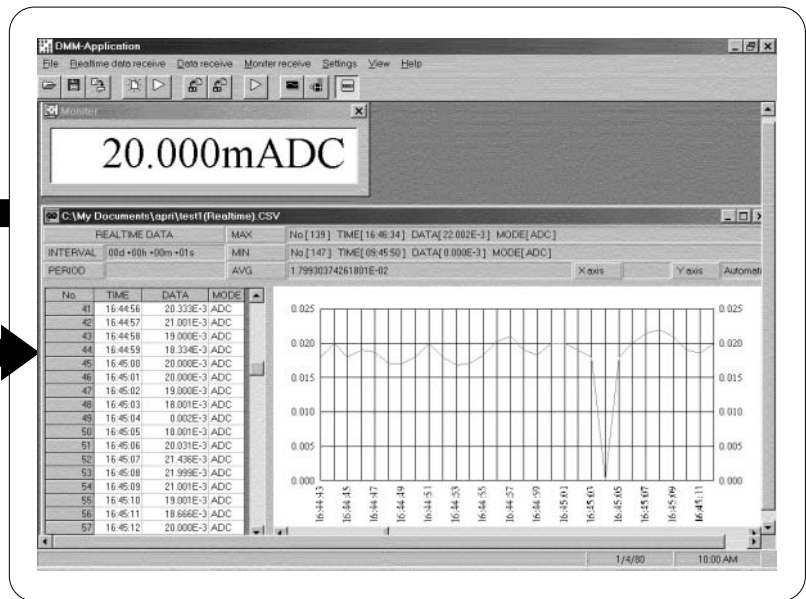 DMM-Application
File Realtime data receive Data receive Moniter receive Settings View Help
Moniter
20.000mADC
C:\My Documents\apri\test1(Realtime).CSV
REALTIME DATA MAX No.[139] TIME[16:46:34] DATA[22.002E-3] MODE[ADC]
INTERVAL 00d+00h+00m+01s MIN No.[147] TIME[09:45:50] DATA[0.000E-3] MODE[ADC]
PERIOD AVG 1.79930374261801E-02 X axis Y axis Automati
No. TIME DATA MODE
41 16:44:56 20.333E-3 ADC
42 16:44:57 21.001E-3 ADC
43 16:44:58 19.000E-3 ADC
44 16:44:59 18.334E-3 ADC
45 16:45:00 20.000E-3 ADC
46 16:45:01 20.000E-3 ADC
47 16:45:02 19.000E-3 ADC
48 16:45:03 18.001E-3 ADC
49 16:45:04 0.002E-3 ADC
50 16:45:05 18.001E-3 ADC
51 16:45:06 20.031E-3 ADC
52 16:45:07 21.436E-3 ADC
53 16:45:08 21.999E-3 ADC
54 16:45:09 21.001E-3 ADC
55 16:45:10 19.001E-3 ADC
56 16:45:11 18.666E-3 ADC
57 16:45:12 20.000E-3 ADC
0.025 0.025
0.020 0.020
0.015 0.015
0.010 0.010
0.005 0.005
0.000 0.000
16:44:43 16:44:45 16:44:47 16:44:49 16:44:51 16:44:53 16:44:55 16:44:57 16:44:59 16:45:01 16:45:03 16:45:05 16:45:07 16:45:09 16:45:11
1/4/80 10:00 AM